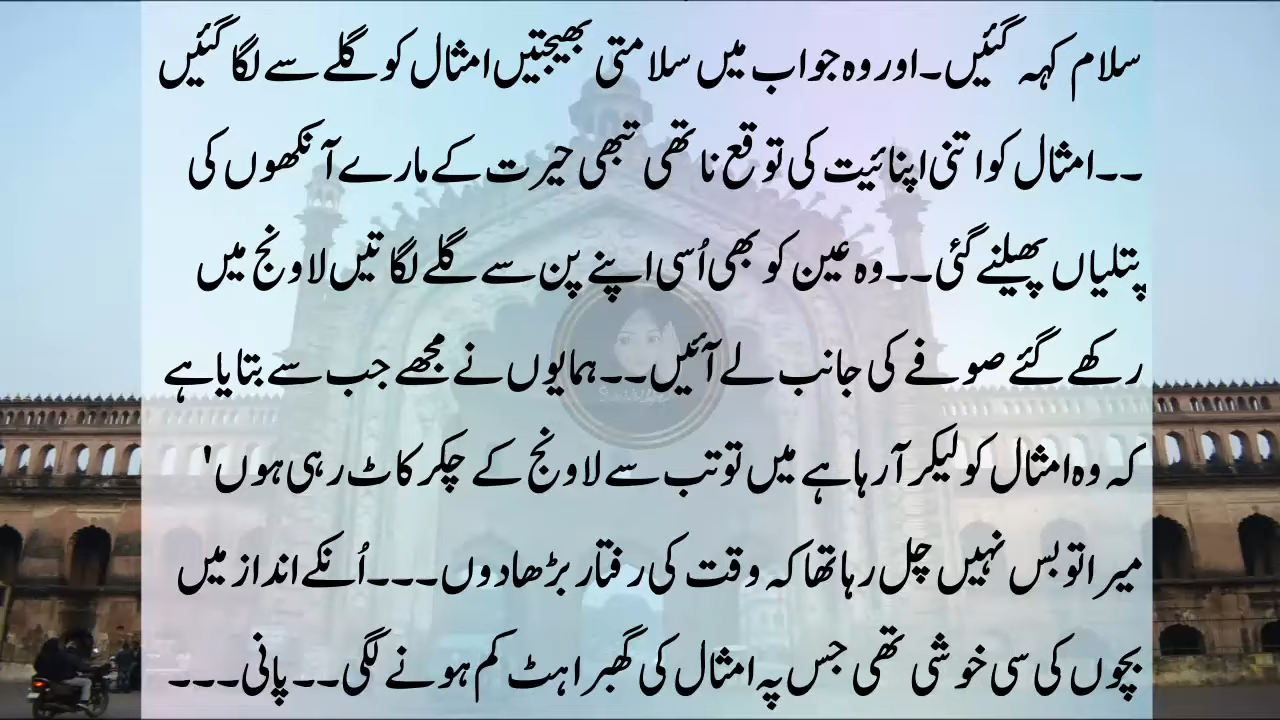 سلام کہہ گئیں۔اور وہ جواب میں سلامتی بھیجتیں امثال کو گلے سے لگا گئیں
۔۔امثال کو اتنی اپنائیت کی توقع نا تھی تبھی حیرت کے مارے آنکھوں کی
پتلیاں پھیلنے گئی۔۔وہ عین کو بھی اُسی اپنے پن سے گلے لگاتیں لاونج میں
رکھے گئے صوفے کی جانب لے آئیں۔۔ہمایوں نے مجھے جب سے بتایا ہے
کہ وہ امثال کو لیکر آرہا ہے میں تو تب سے لاونج کے چکر کاٹ رہی ہوں'
میرا تو بس نہیں چل رہا تھا کہ وقت کی رفتار بڑھا دوں۔۔۔اُنکے انداز میں
بچوں کی سی خوشی تھی جس پہ امثال کی گھبراہٹ کم ہونے لگی۔۔پانی۔۔۔